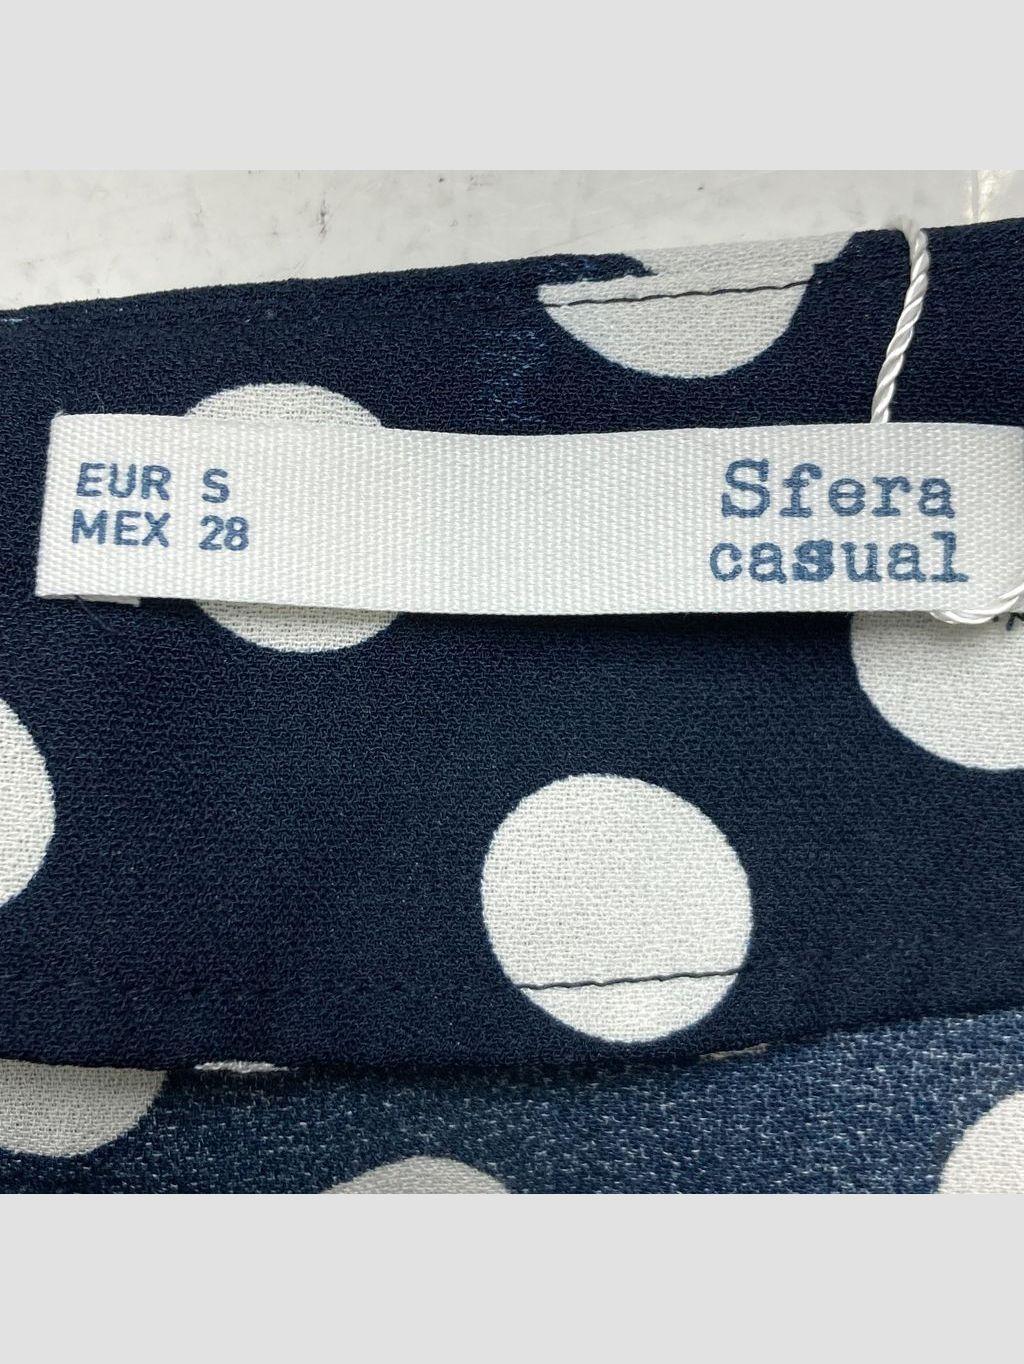 EUR S
MEX 28
Sfera
casual